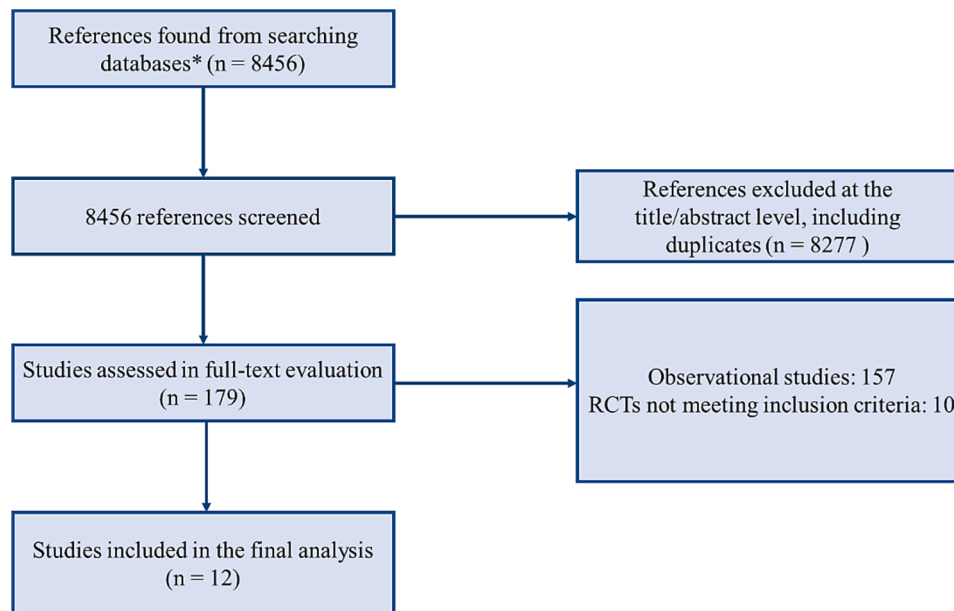 References found from searching
databases* (n = 8456)
8456 references screened
References excluded at the
title/abstract level, including
duplicates (n = 8277 )
Studies assessed in full-text evaluation
(n = 179)
Observational studies: 157
RCTs not meeting inclusion criteria: 10
Studies included in the final analysis
(n = 12)